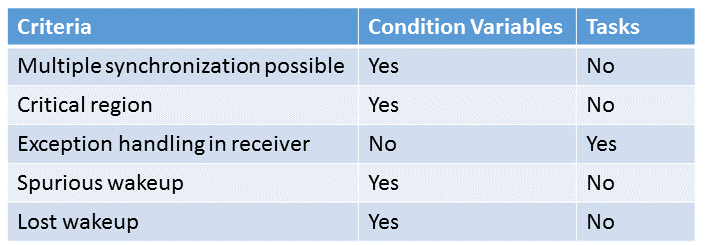 Criteria Condition Variables Tasks
Multiple synchronization possible Yes No
Critical region Yes No
Exception handling in receiver No Yes
Spurious wakeup Yes No
Lost wakeup Yes No